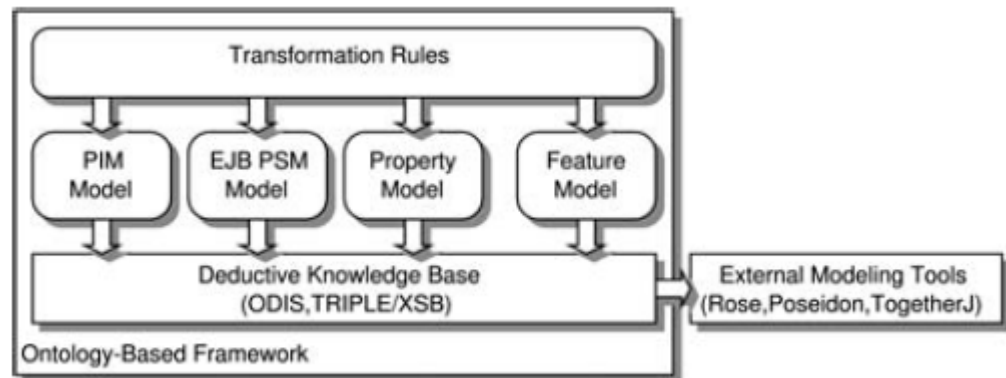 Transformation Rules
PIM
Model
EJB PSM
Model
Property
Model
Feature
Model
Deductive Knowledge Base
(ODIS,TRIPLE/XSB)
External Modeling Tools
(Rose,Poseidon,TogetherJ)
Ontology-Based Framework